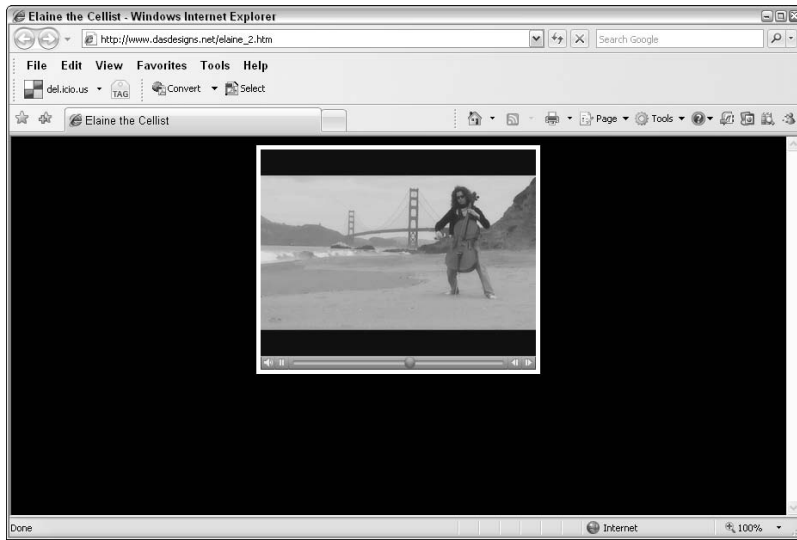 Elaine the Cellist - Windows Internet Explorer
http://www.dasdesigns.net/elaine_2.htm
Search Google
File Edit View Favorites Tools Help
del.icio.us TAG Convert Select
Elaine the Cellist
Page Tools
Done Internet 100%